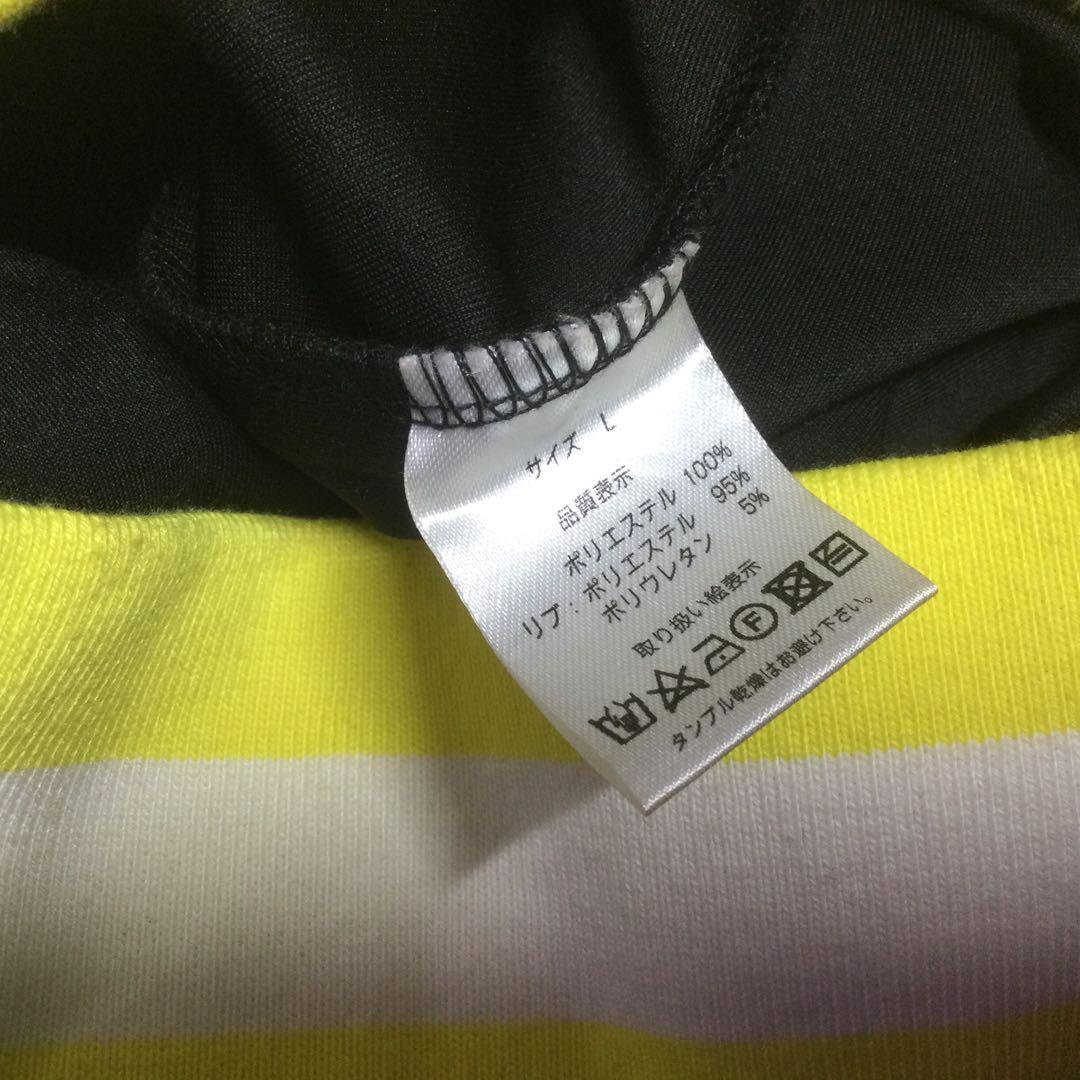 サイズ L
品質表示
ポリエステル 100%
リブ:ポリエステル 95%
ポリウレタン 5%
取り扱い絵表示
F
タンブル乾燥はお避け下さい。